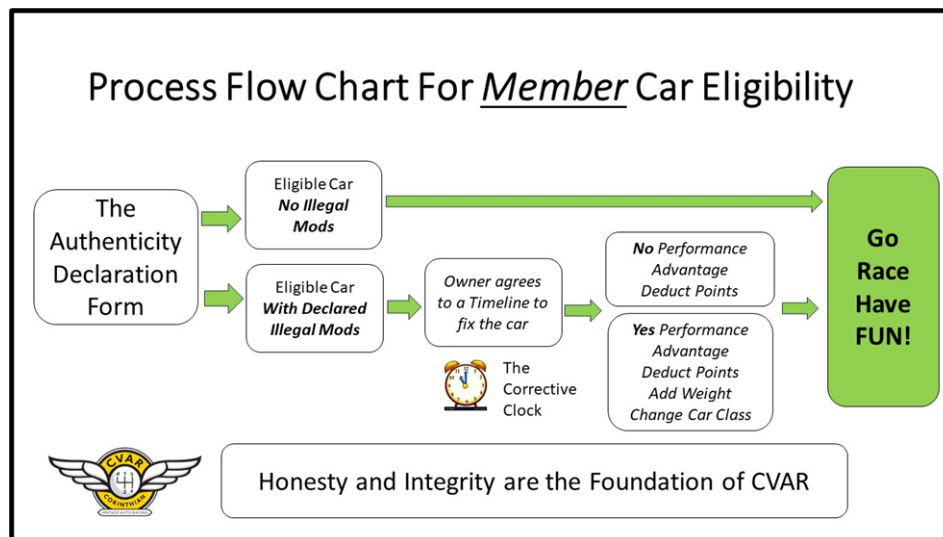 Process Flow Chart For Member Car Eligibility
The
Authenticity
Declaration
Form
Eligible Car
No Illegal
Mods
Eligible Car
With Declared
Illegal Mods
Owner agrees
to a Timeline to
fix the car
The
Corrective
Clock
No Performance
Advantage
Deduct Points
Yes Performance
Advantage
Deduct Points
Add Weight
Change Car Class
Go
Race
Have
FUN!
CVAR
CORINTHIAN
VINTAGE AUTO RACING
Honesty and Integrity are the Foundation of CVAR